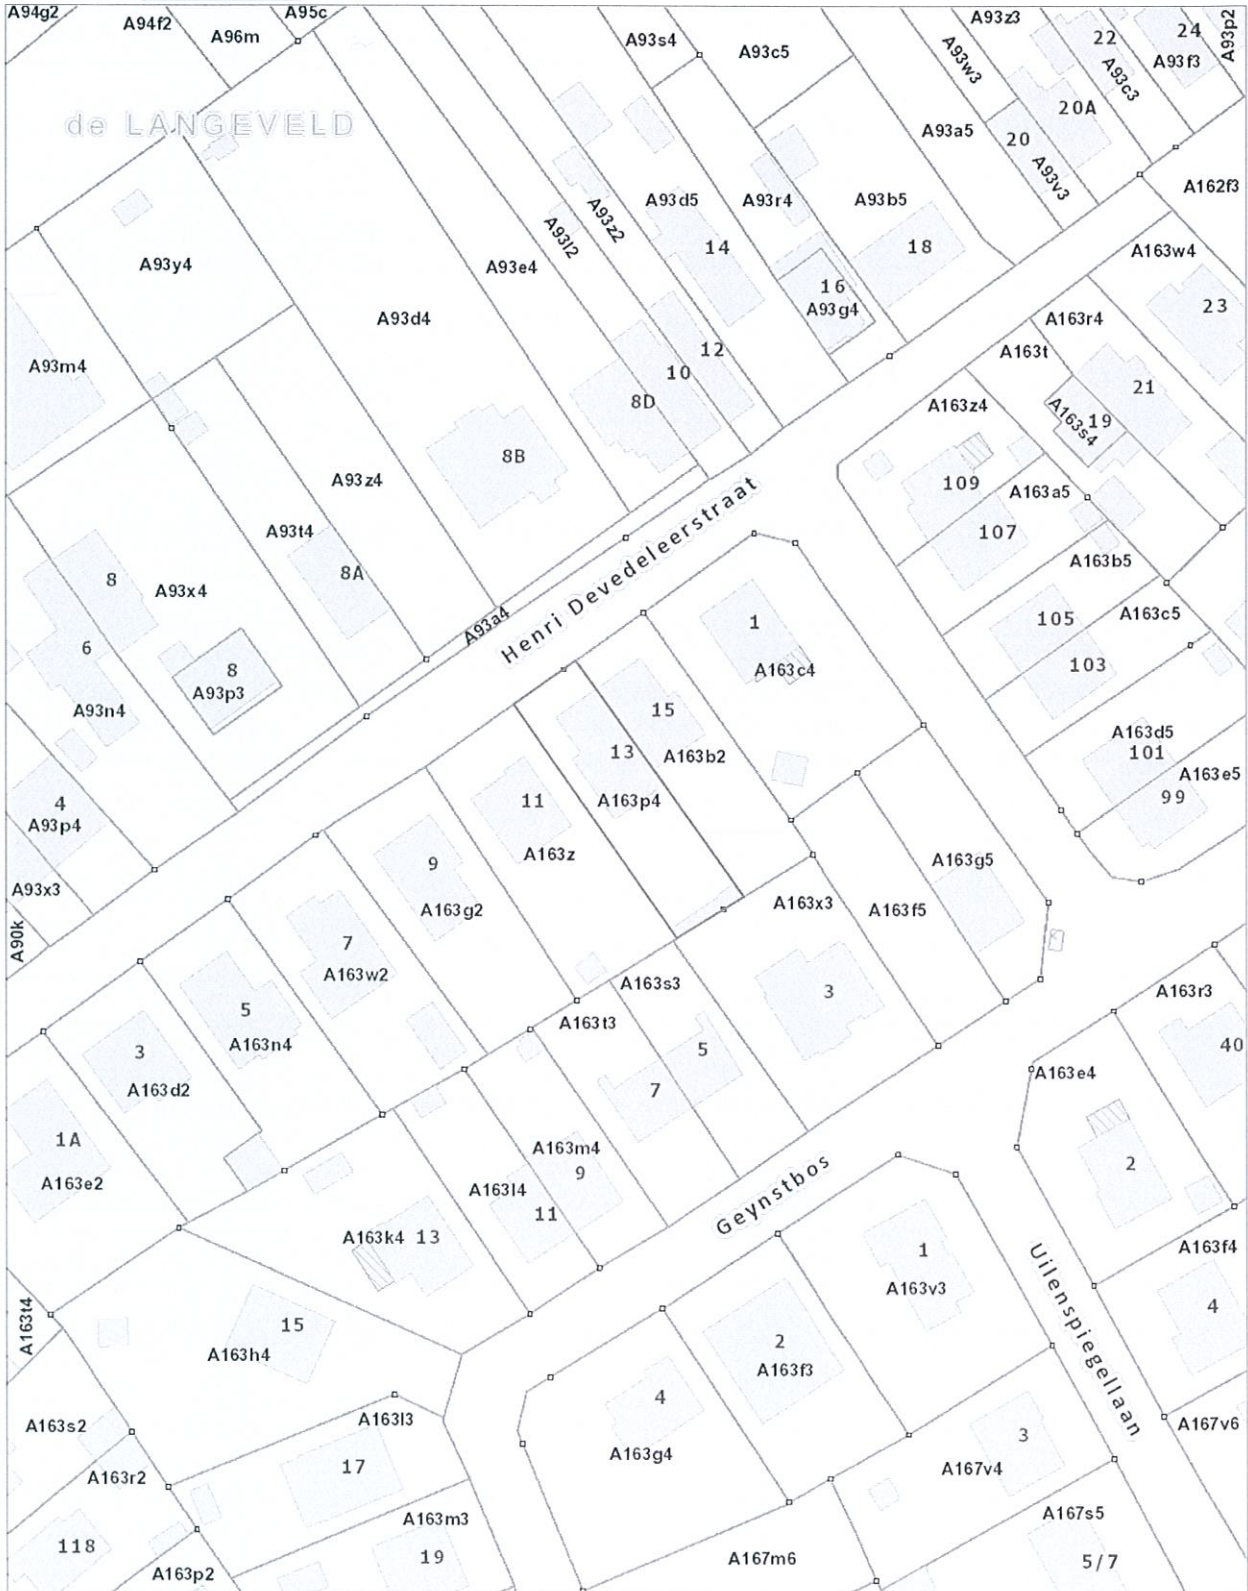 A94g2
A94f2
A96m
A95c
A93s4
A93c5
A93z3
22
24
A93p2
A93w3
A93c3
A93f3
20A
de LANGEVELD
A93a5
20
A93v3
A162f3
A93z2
A93d5
A93r4
A93b5
A93l2
14
18
A163w4
A93y4
A93e4
16
A93g4
23
A93d4
A163r4
A163t
12
A93m4
10
8D
21
A163z4
19
A163s4
8B
A93z4
109
A163a5
A93t4
107
Henri Devedeleerstraat
A163b5
8
A93x4
8A
A93a4
1
105
A163c5
6
8
A93p3
A163c4
103
A93n4
15
13
A163b2
A163d5
101
A163e5
99
4
A93p4
11
A163p4
A163z
9
A163g5
A93x3
A163g2
A163x3
A163f5
A90k
7
A163w2
A163s3
3
A163r3
5
A163n4
A163t3
5
40
3
A163d2
7
A163e4
1A
A163m4
9
2
A163e2
A163l4
11
Geynstbos
A163k4
13
1
A163v3
Uilenspiegellaan
A163f4
4
A163t4
15
A163h4
2
A163f3
4
A163s2
A163l3
A163g4
3
A167v6
A163r2
17
A167v4
A163m3
A167s5
118
A163p2
19
A167m6
5/7